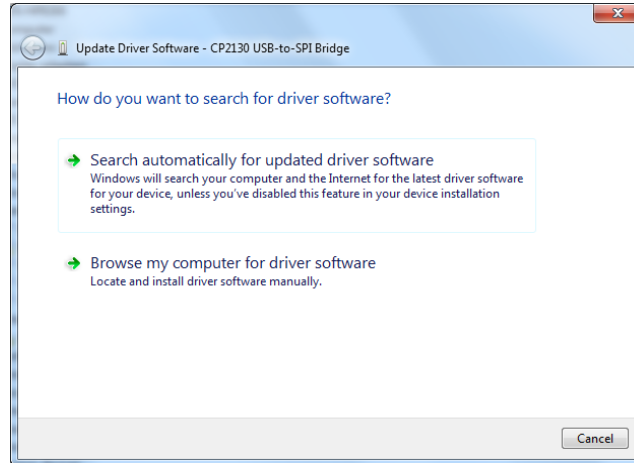 Update Driver Software - CP2130 USB-to-SPI Bridge
How do you want to search for driver software?
Search automatically for updated driver software
Windows will search your computer and the Internet for the latest driver software
for your device, unless you've disabled this feature in your device installation
settings.
Browse my computer for driver software
Locate and install driver software manually.
Cancel